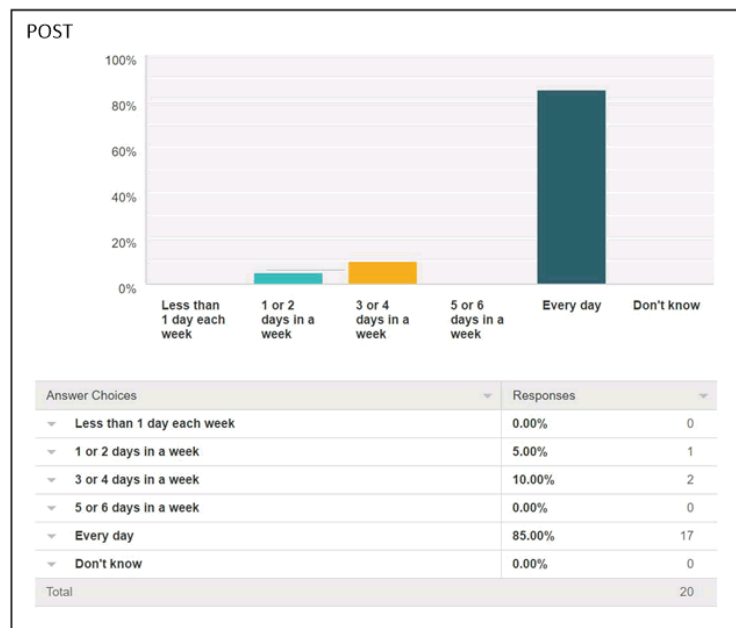 POST
100%
80%
60%
40%
20%
0%
Less than 1 day each week
1 or 2 days in a week
3 or 4 days in a week
5 or 6 days in a week
Every day
Don't know
Answer Choices Responses
Less than 1 day each week 0.00% 0
1 or 2 days in a week 5.00% 1
3 or 4 days in a week 10.00% 2
5 or 6 days in a week 0.00% 0
Every day 85.00% 17
Don't know 0.00% 0
Total 20